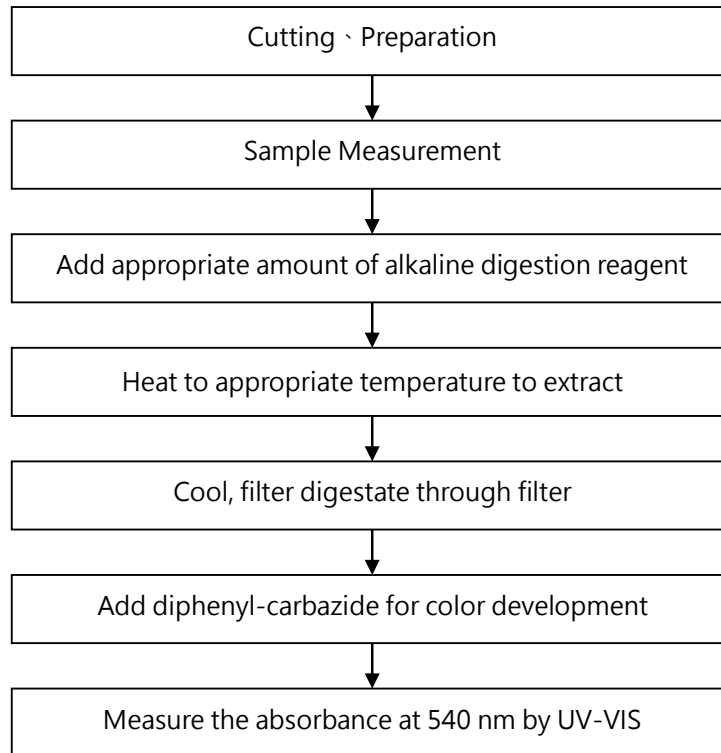 Cutting、Preparation
Sample Measurement
Add appropriate amount of alkaline digestion reagent
Heat to appropriate temperature to extract
Cool, filter digestate through filter
Add diphenyl-carbazide for color development
Measure the absorbance at 540 nm by UV-VIS